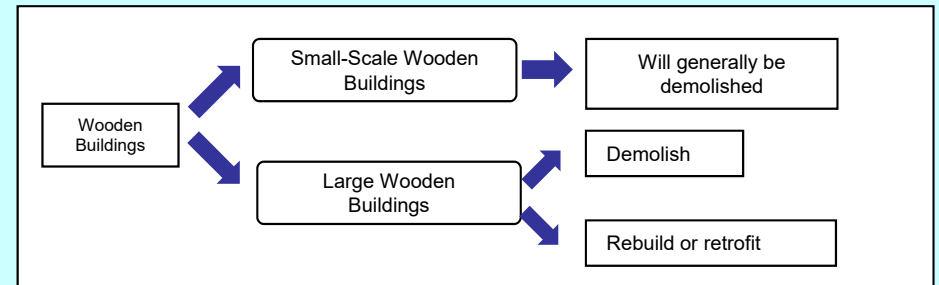 Wooden
Buildings
Small-Scale Wooden
Buildings
Will generally be
demolished
Large Wooden
Buildings
Demolish
Rebuild or retrofit